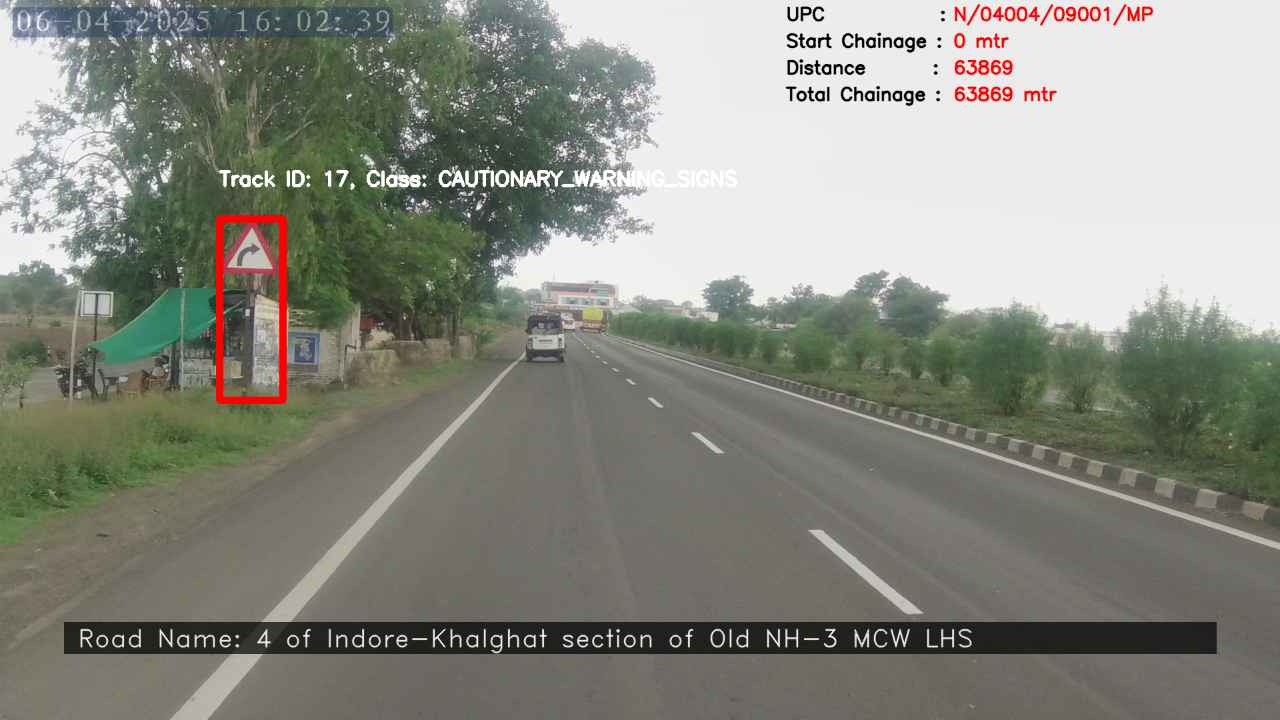 06-04-2025 16:02:39
UPC : N/04004/09001/MP
Start Chainage : 0 mtr
Distance : 63869
Total Chainage : 63869 mtr
Track ID: 17, Class: CAUTIONARY_WARNING_SIGNS
Road Name: 4 of Indore-Khalghat section of Old NH-3 MCW LHS